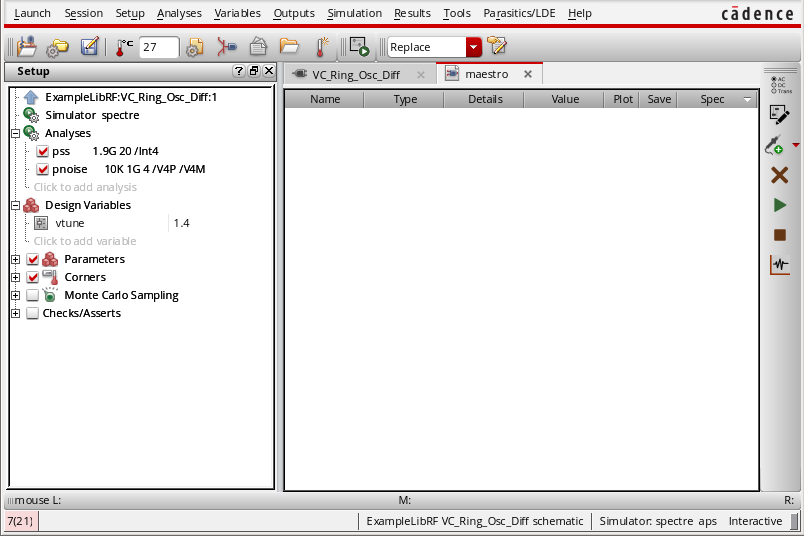 Launch Session Setup Analyses Variables Outputs Simulation Results Tools Parasitics/LDE Help cādence
°C 27 Replace
Setup ? VC_Ring_Osc_Diff maestro
Name Type Details Value Plot Save Spec
AC
DC
Trans
ExampleLibRF:VC_Ring_Osc_Diff:1
Simulator spectre
Analyses
pss 1.9G 20 /Int4
pnoise 10K 1G 4 /V4P /V4M
Click to add analysis
Design Variables
vtune 1.4
Click to add variable
Parameters
Corners
Monte Carlo Sampling
Checks/Asserts
mouse L: M: R:
7(21) ExampleLibRF VC_Ring_Osc_Diff schematic Simulator: spectre aps Interactive